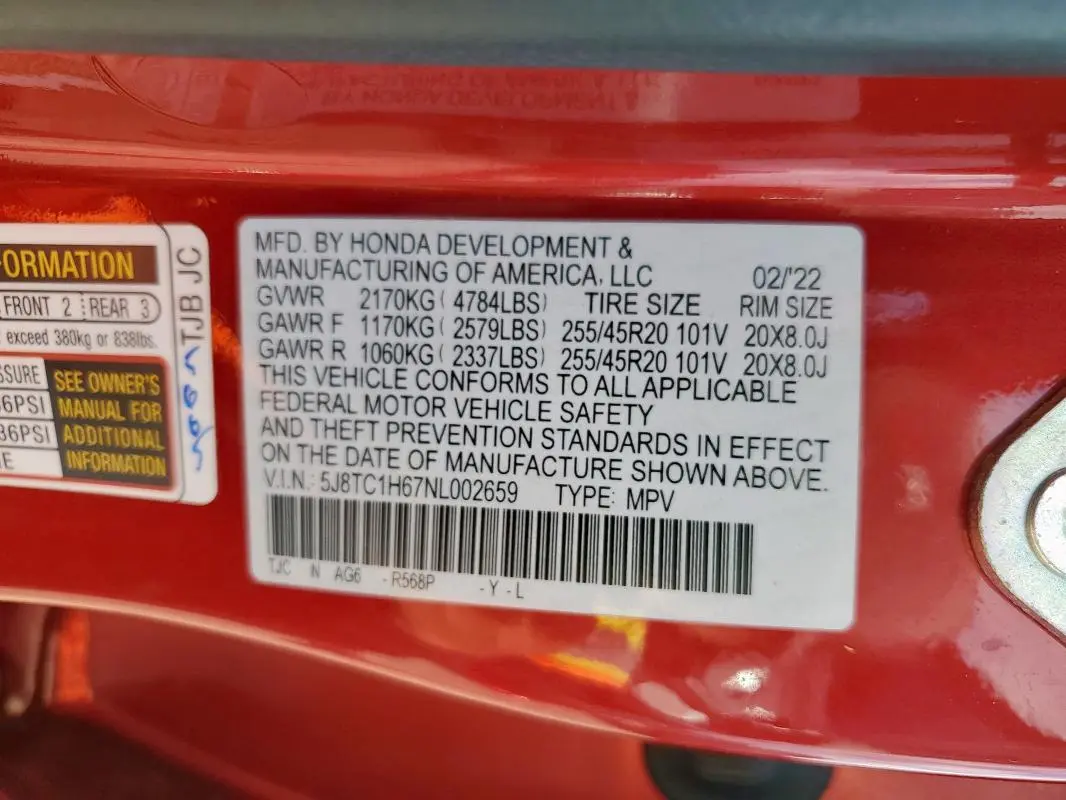 -ORMATION
FRONT 2 REAR 3
exceed 380kg or 838lbs.
SSURE
36PSI
36PSI
SEE OWNER'S
MANUAL FOR
ADDITIONAL
INFORMATION
TJB JC
MFD. BY HONDA DEVELOPMENT &
MANUFACTURING OF AMERICA, LLC 02/'22
GVWR 2170KG ( 4784LBS) TIRE SIZE RIM SIZE
GAWR F 1170KG ( 2579LBS) 255/45R20 101V 20X8.0J
GAWR R 1060KG ( 2337LBS) 255/45R20 101V 20X8.0J
THIS VEHICLE CONFORMS TO ALL APPLICABLE
FEDERAL MOTOR VEHICLE SAFETY
AND THEFT PREVENTION STANDARDS IN EFFECT
ON THE DATE OF MANUFACTURE SHOWN ABOVE.
V.I.N.: 5J8TC1H67NL002659 TYPE: MPV
TJC N AG6 -R568P -Y-L